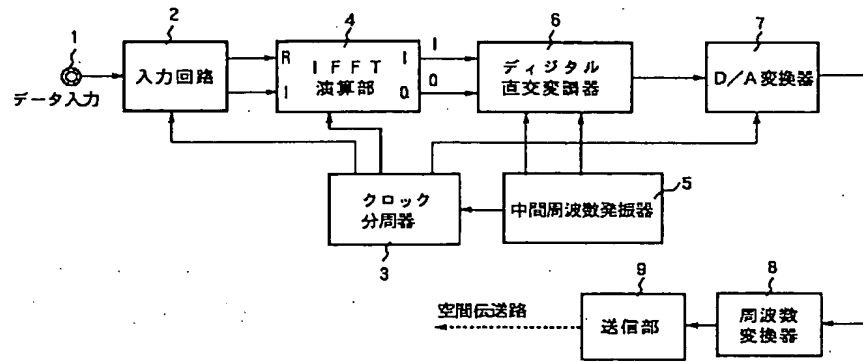 1
データ入力
2
入力回路
R
I
4
IFFT
演算部
I
Q
I
Q
6
ディジタル
直交変調器
7
D/A変換器
クロック
分周器
3
中間周波数発振器
5
空間伝送路
9
送信部
8
周波数
変換器